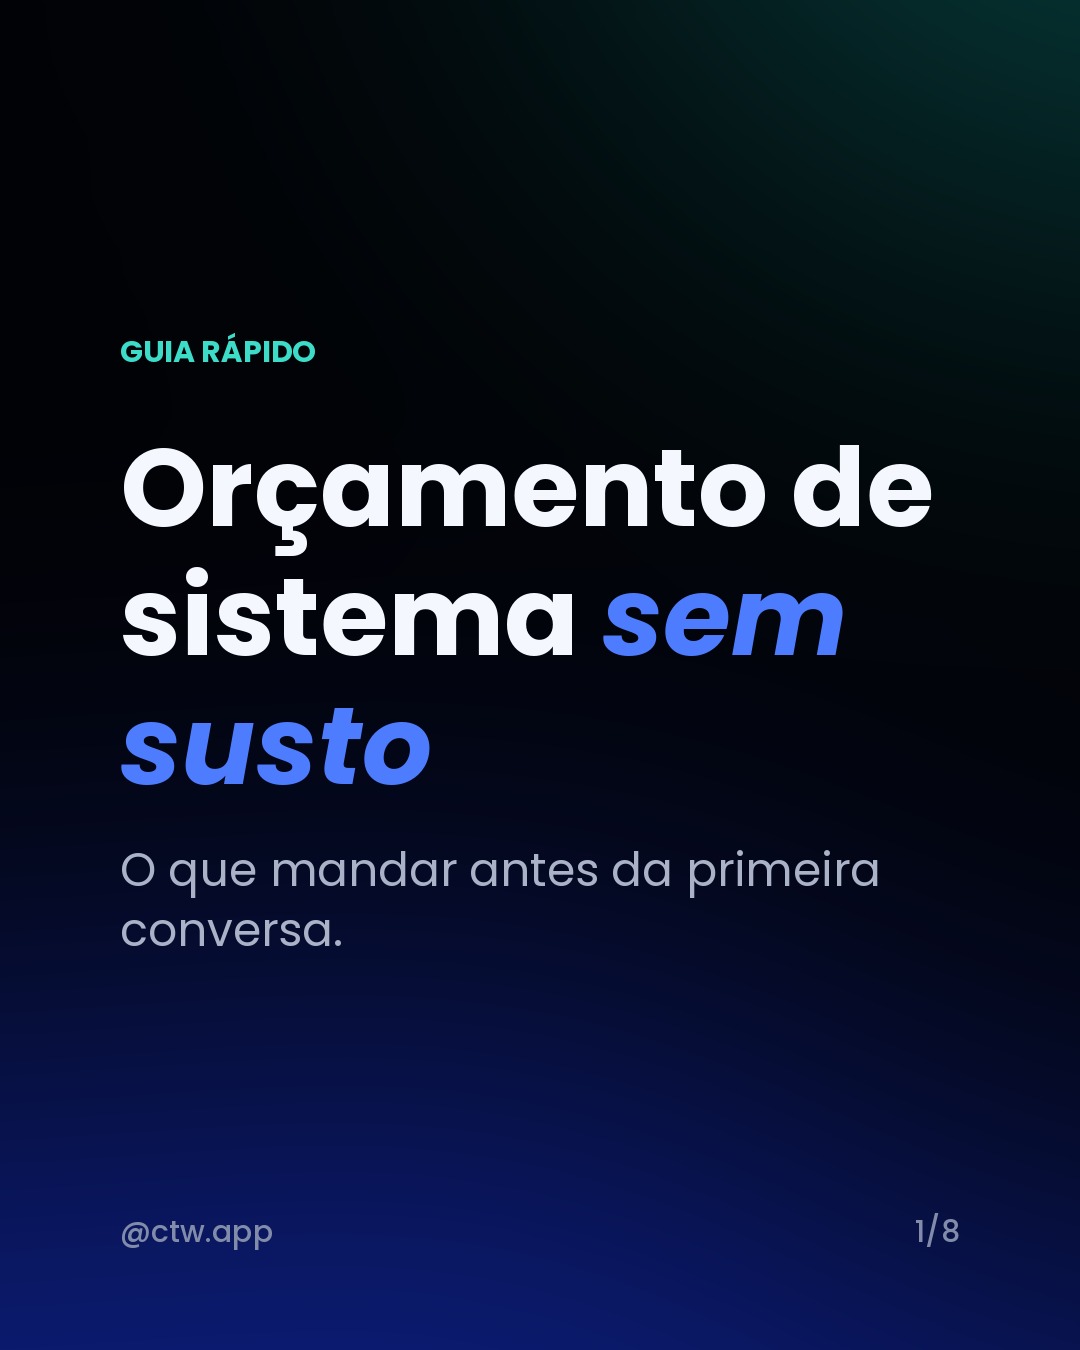 GUIA RÁPIDO
Orçamento de
sistema sem
susto
O que mandar antes da primeira
conversa.
@ctw.app
1/8